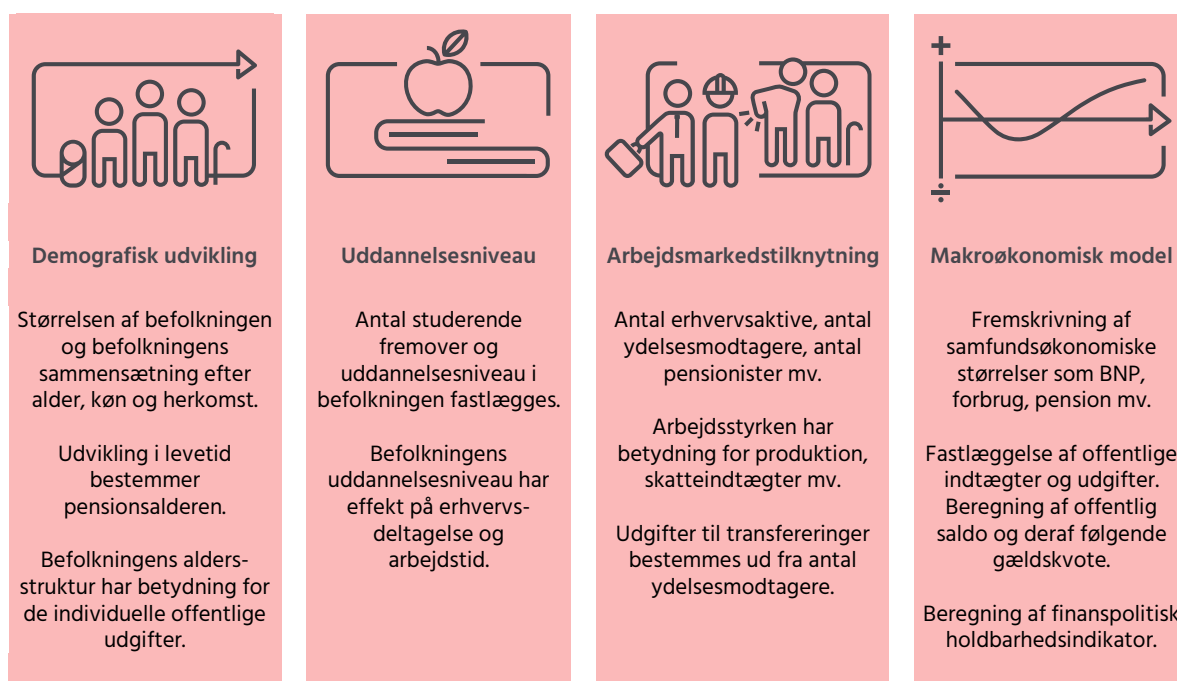 Demografisk udvikling
Størrelsen af befolkningen
og befolkningens
sammensætning efter
alder, køn og herkomst.
Udvikling i levetid
bestemmer
pensionsalderen.
Befolkningens alders-
struktur har betydning for
de individuelle offentlige
udgifter.
Uddannelsesniveau
Antal studerende
fremover og
uddannelsesniveau i
befolkningen fastlægges.
Befolkningens
uddannelsesniveau har
effekt på erhvervs-
deltagelse og
arbejdstid.
Arbejdsmarkedstilknytning
Antal erhvervsaktive, antal
ydelsesmodtagere, antal
pensionister mv.
Arbejdsstyrken har
betydning for produktion,
skatteindtægter mv.
Udgifter til transfereringer
bestemmes ud fra antal
ydelsesmodtagere.
+
÷
Makroøkonomisk model
Fremskrivning af
samfundsøkonomiske
størrelser som BNP,
forbrug, pension mv.
Fastlæggelse af offentlige
indtægter og udgifter.
Beregning af offentlig
saldo og deraf følgende
gældskvote.
Beregning af finanspolitisk
holdbarhedsindikator.